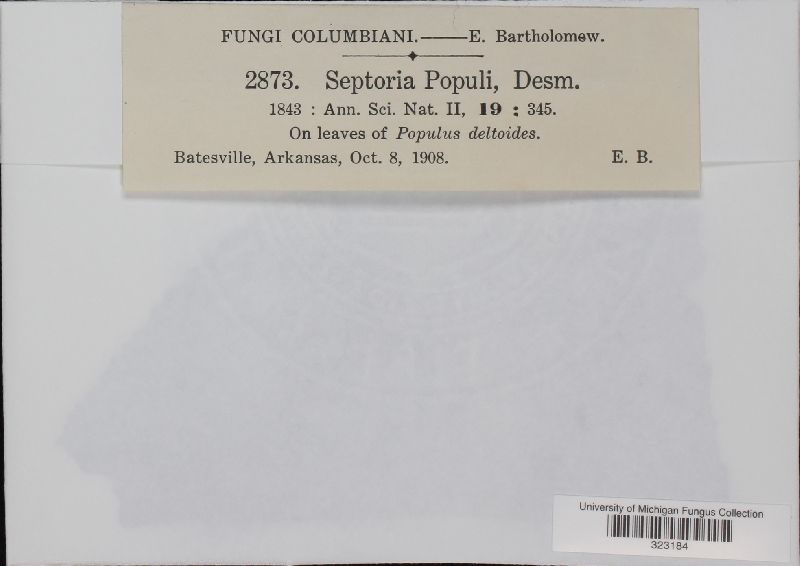 FUNGI COLUMBIANI.——E. Bartholomew.
2873. Septoria Populi, Desm.
1843 : Ann. Sci. Nat. II, 19 : 345.
On leaves of Populus deltoides.
Batesville, Arkansas, Oct. 8, 1908. E. B.
University of Michigan Fungus Collection
323184